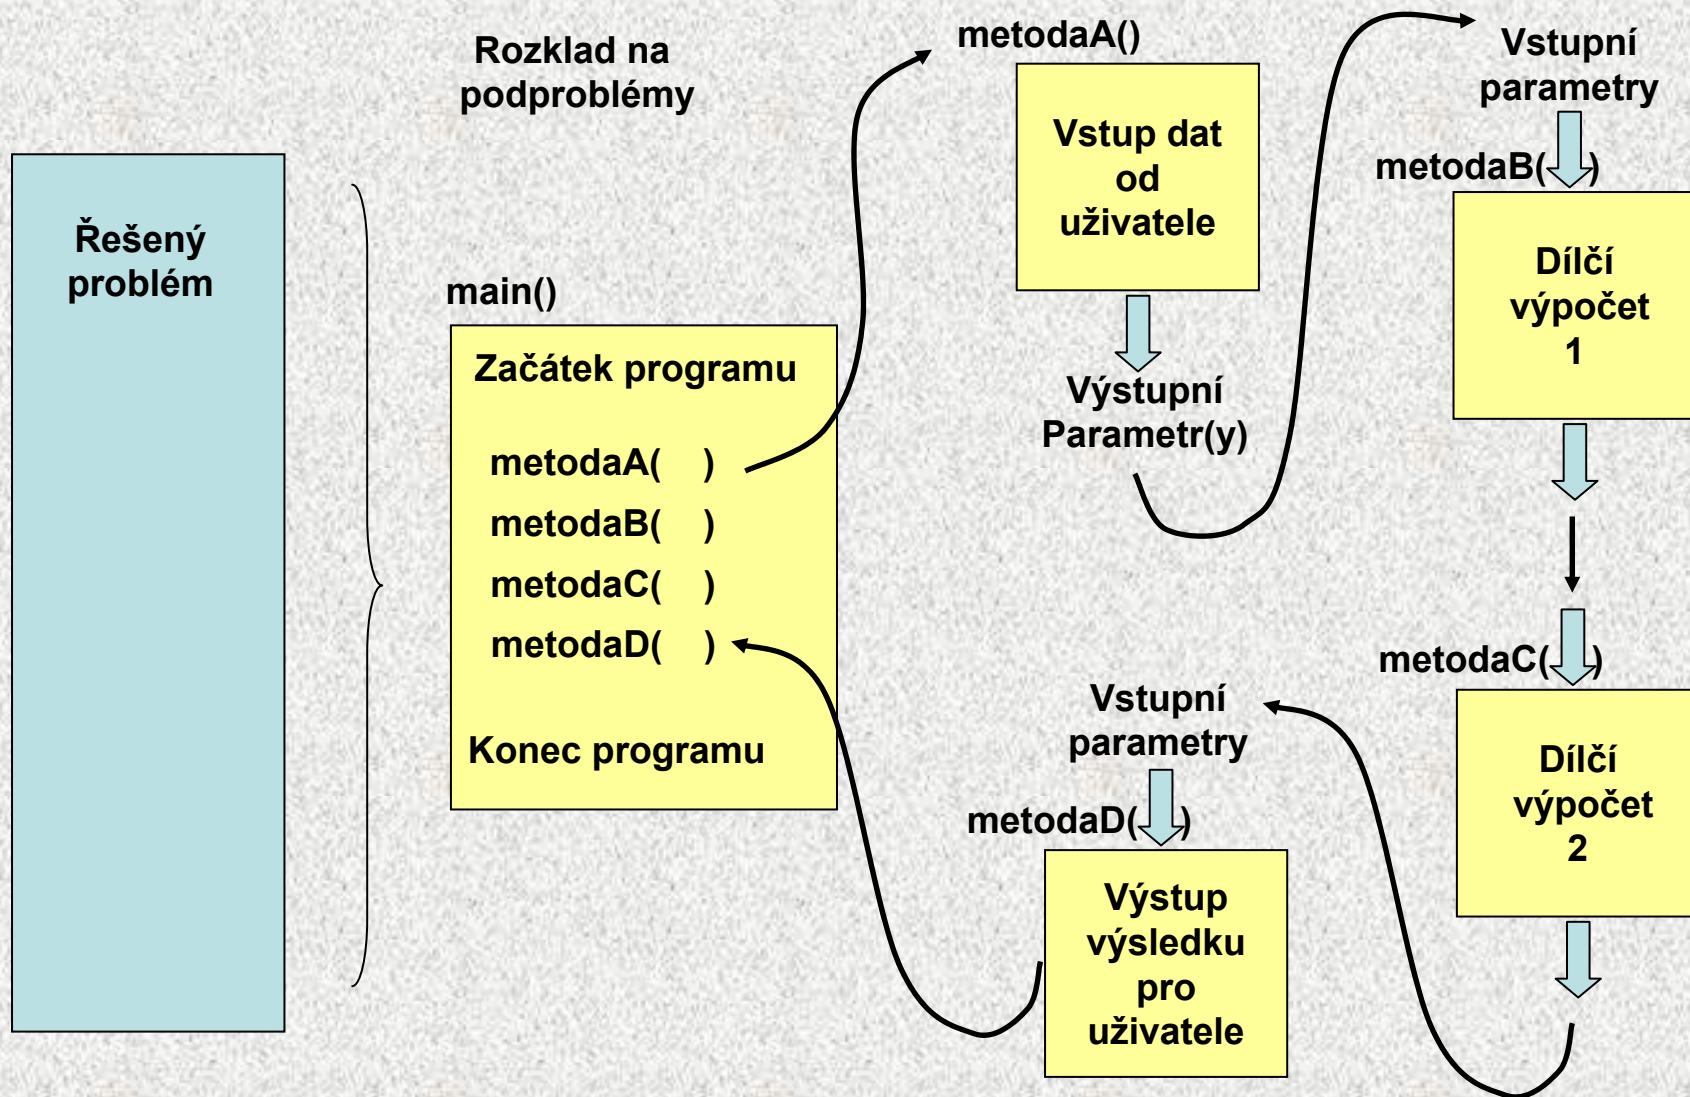 Rozklad na
podproblémy
Řešený
problém
main()
Začátek programu
metodaA( )
metodaB( )
metodaC( )
metodaD( )
Konec programu
metodaA()
Vstup dat
od
uživatele
Výstupní
Parametr(y)
Vstupní
parametry
metodaB( )
Dílčí
výpočet
1
metodaC( )
Dílčí
výpočet
2
Vstupní
parametry
metodaD( )
Výstup
výsledku
pro
uživatele